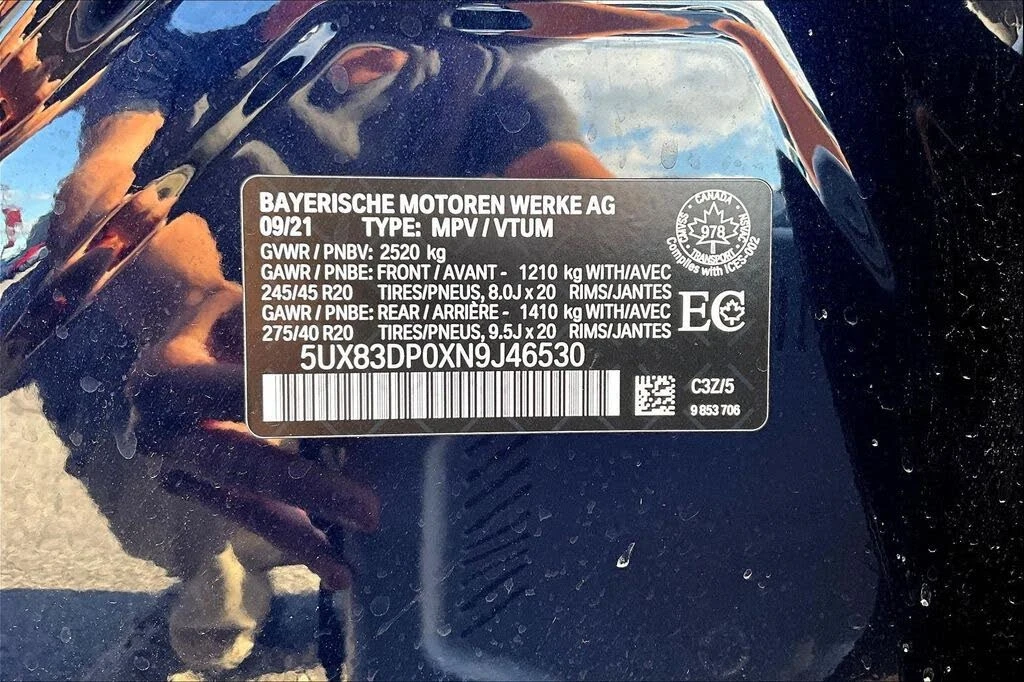 BAYERISCHE MOTOREN WERKE AG
09/21 TYPE: MPV / VTUM
GVWR / PNBV: 2520 kg
GAWR / PNBE: FRONT / AVANT - 1210 kg WITH/AVEC
245/45 R20 TIRES/PNEUS, 8.0J x 20 RIMS/JANTES
GAWR / PNBE: REAR / ARRIÈRE - 1410 kg WITH/AVEC
275/40 R20 TIRES/PNEUS, 9.5J x 20 RIMS/JANTES
5UX83DP0XN9J46530
CANADA
978
TRANSPORT
Complies with ICES-002
EC
C3Z/5
9 853 706